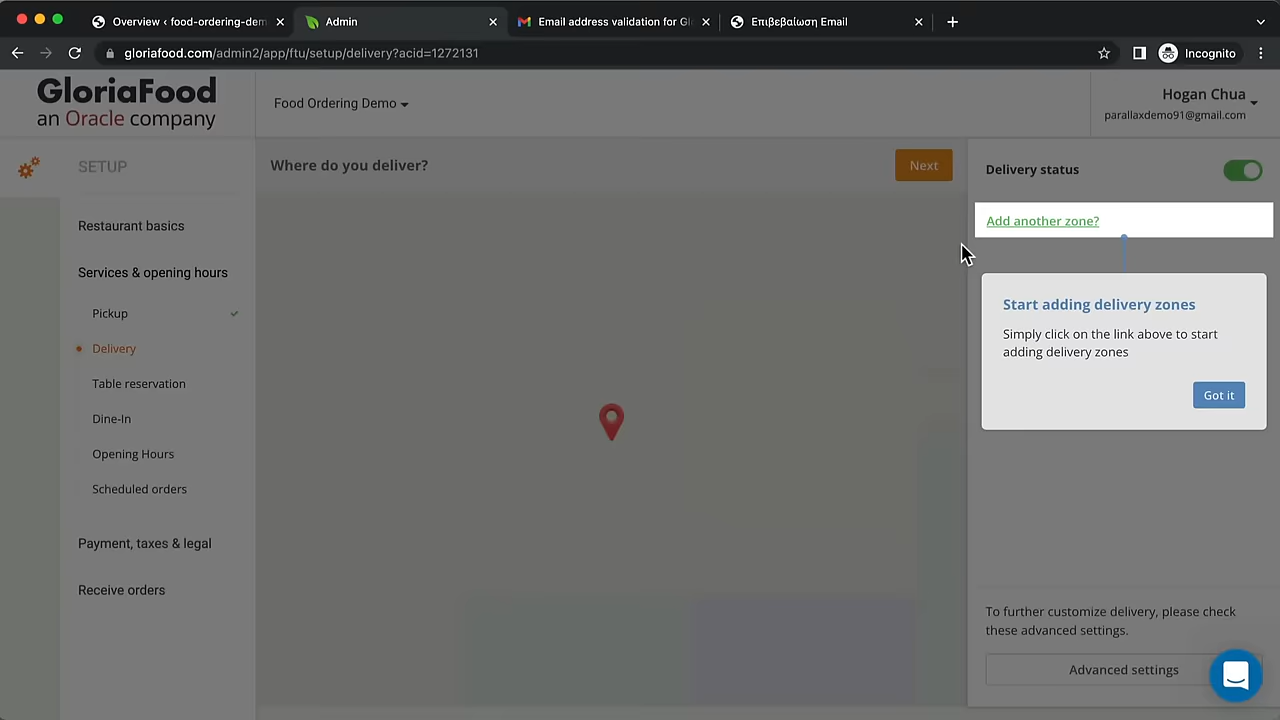 Overview ‹ food-ordering-dem
Admin
Email address validation for Gl
Επιβεβαίωση Email
gloriafood.com/admin2/app/ftu/setup/delivery?acid=1272131
Incognito
GloriaFood
an Oracle company
Food Ordering Demo
Hogan Chua
parallaxdemo91@gmail.com
SETUP
Where do you deliver?
Next
Delivery status
Restaurant basics
Add another zone?
Services & opening hours
Pickup
Delivery
Table reservation
Dine-In
Opening Hours
Scheduled orders
Payment, taxes & legal
Receive orders
Start adding delivery zones
Simply click on the link above to start
adding delivery zones
Got it
To further customize delivery, please check
these advanced settings.
Advanced settings